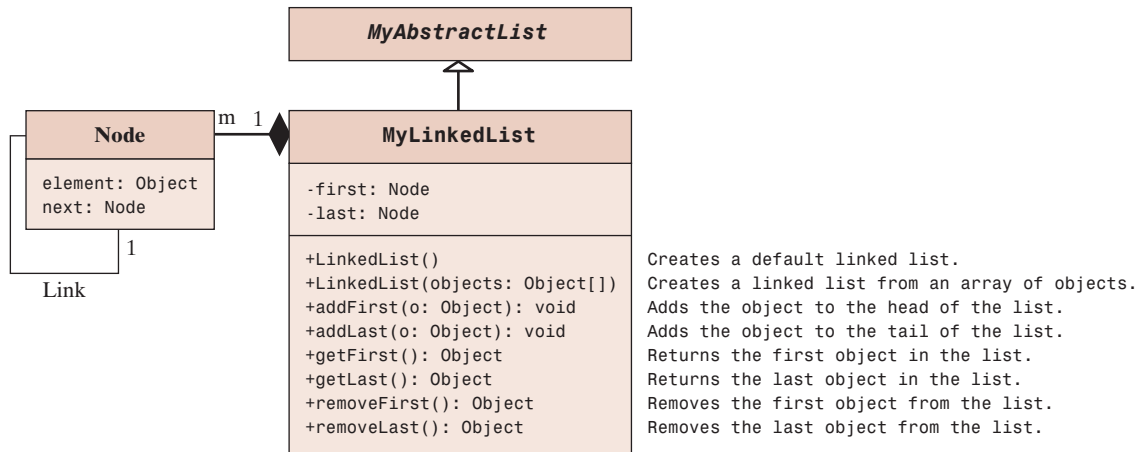 MyAbstractList
m 1
Node
MyLinkedList
element: Object
next: Node
-first: Node
-last: Node
1
Link
+LinkedList() Creates a default linked list.
+LinkedList(objects: Object[]) Creates a linked list from an array of objects.
+addFirst(o: Object): void Adds the object to the head of the list.
+addLast(o: Object): void Adds the object to the tail of the list.
+getFirst(): Object Returns the first object in the list.
+getLast(): Object Returns the last object in the list.
+removeFirst(): Object Removes the first object from the list.
+removeLast(): Object Removes the last object from the list.